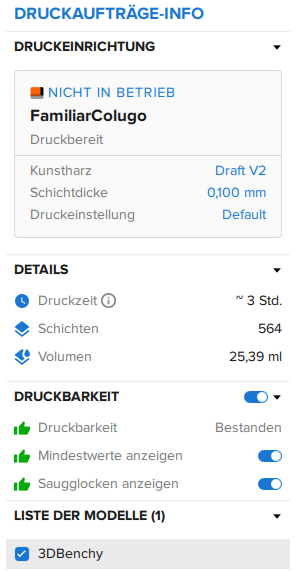 DRUCKAUFTRÄGE-INFO
DRUCKEINRICHTUNG
NICHT IN BETRIEB
FamiliarColugo
Druckbereit
Kunstharz Draft V2
Schichtdicke 0,100 mm
Druckeinstellung Default
DETAILS
Druckzeit ~ 3 Std.
Schichten 564
Volumen 25,39 ml
DRUCKBARKEIT
Druckbarkeit Bestanden
Mindestwerte anzeigen
Saugglocken anzeigen
LISTE DER MODELLE (1)
3DBenchy